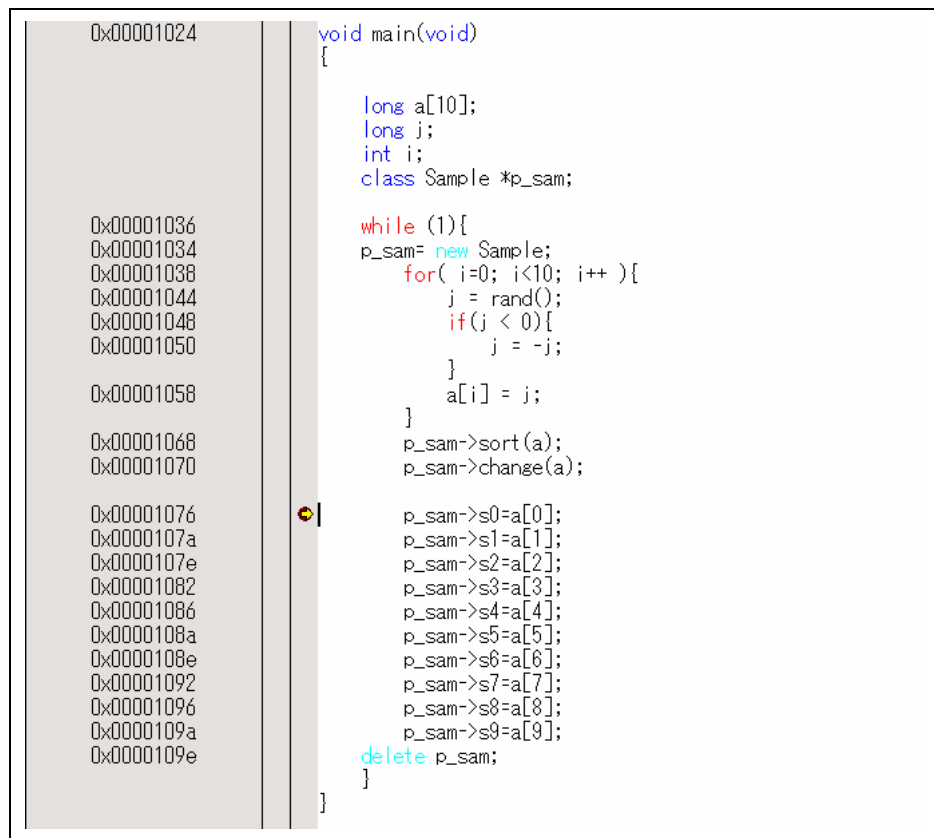 0x00001024 void main(void)
{
long a[10];
long j;
int i;
class Sample *p_sam;
0x00001036 while (1){
0x00001034 p_sam= new Sample;
0x00001038 for( i=0; i<10; i++ ){
0x00001044 j = rand();
0x00001048 if(j < 0){
0x00001050 j = -j;
}
0x00001058 a[i] = j;
}
0x00001068 p_sam->sort(a);
0x00001070 p_sam->change(a);
0x00001076 p_sam->s0=a[0];
0x0000107a p_sam->s1=a[1];
0x0000107e p_sam->s2=a[2];
0x00001082 p_sam->s3=a[3];
0x00001086 p_sam->s4=a[4];
0x0000108a p_sam->s5=a[5];
0x0000108e p_sam->s6=a[6];
0x00001092 p_sam->s7=a[7];
0x00001096 p_sam->s8=a[8];
0x0000109a p_sam->s9=a[9];
0x0000109e delete p_sam;
}
}